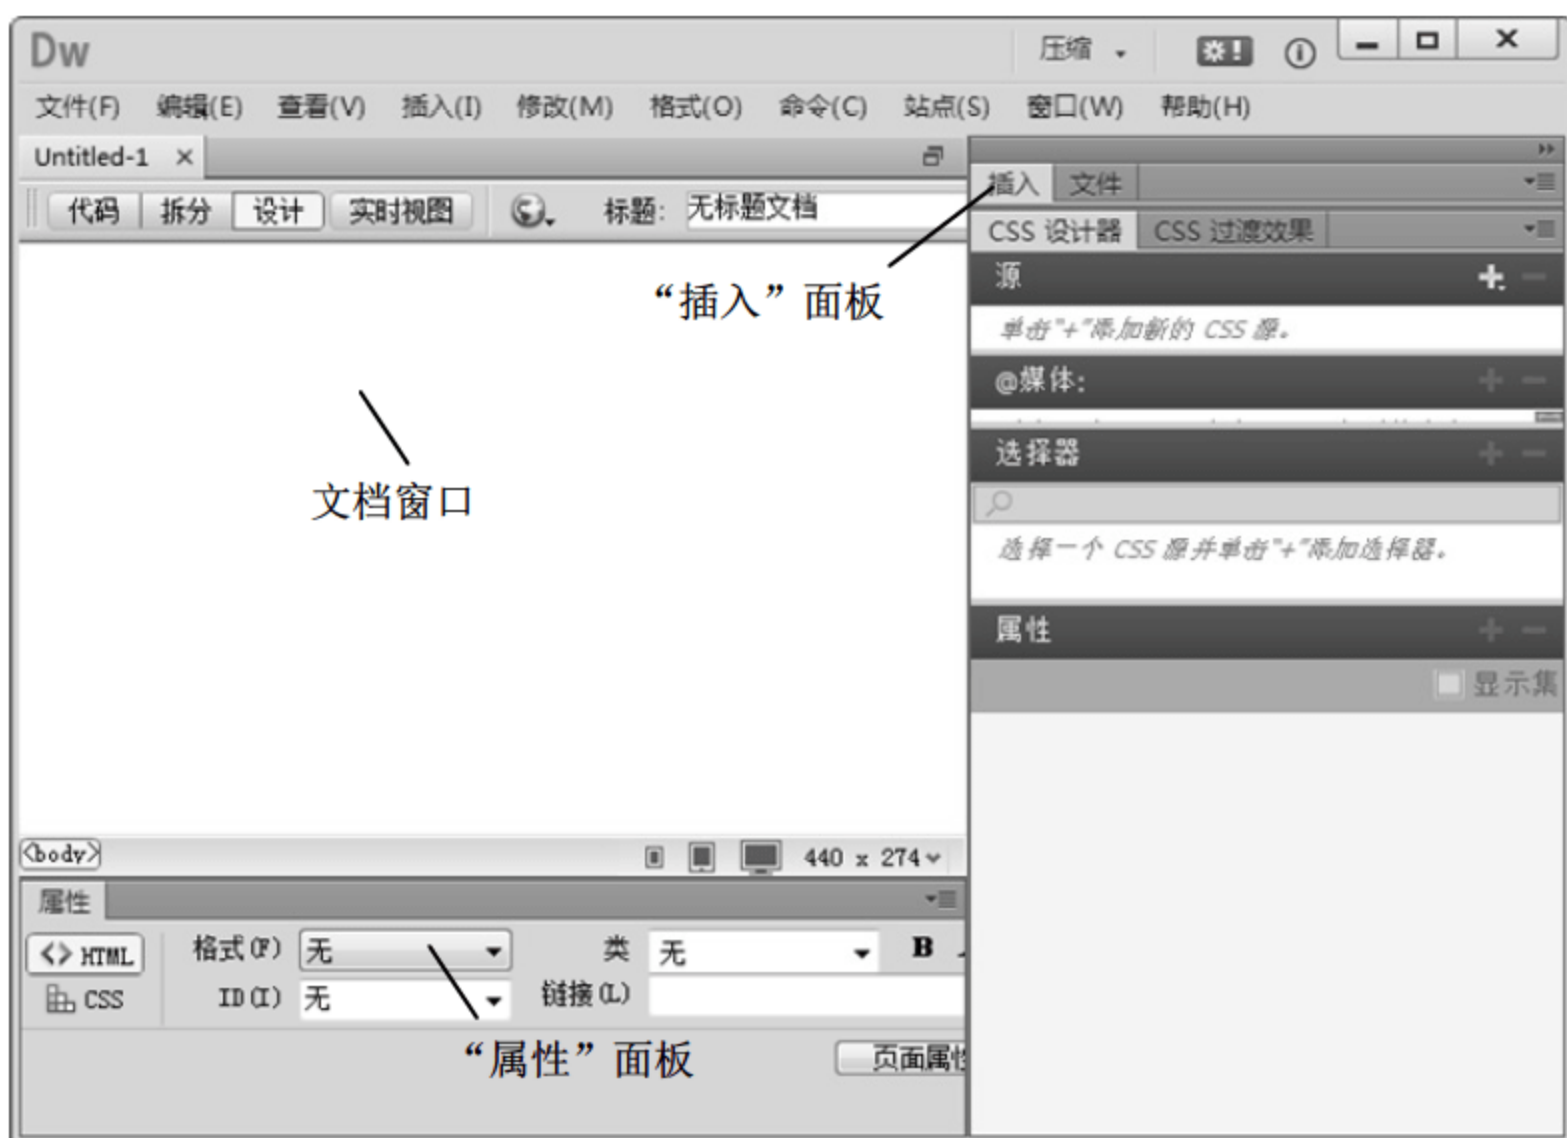 Dw 压缩
文件(F) 编辑(E) 查看(V) 插入(I) 修改(M) 格式(O) 命令(C) 站点(S) 窗口(W) 帮助(H)
Untitled-1 ×
插入 文件
代码 拆分 设计 实时视图 标题: 无标题文档
CSS 设计器 CSS 过渡效果
源
“插入”面板
单击"+"添加新的 CSS 源。
@媒体:
选择器
文档窗口
选择一个 CSS 源并单击"+"添加选择器。
属性
显示集
<body> 440 x 274
属性
<> HTML 格式(F) 无 类 无 B
CSS ID(I) 无 链接(L)
“属性”面板 页面属性